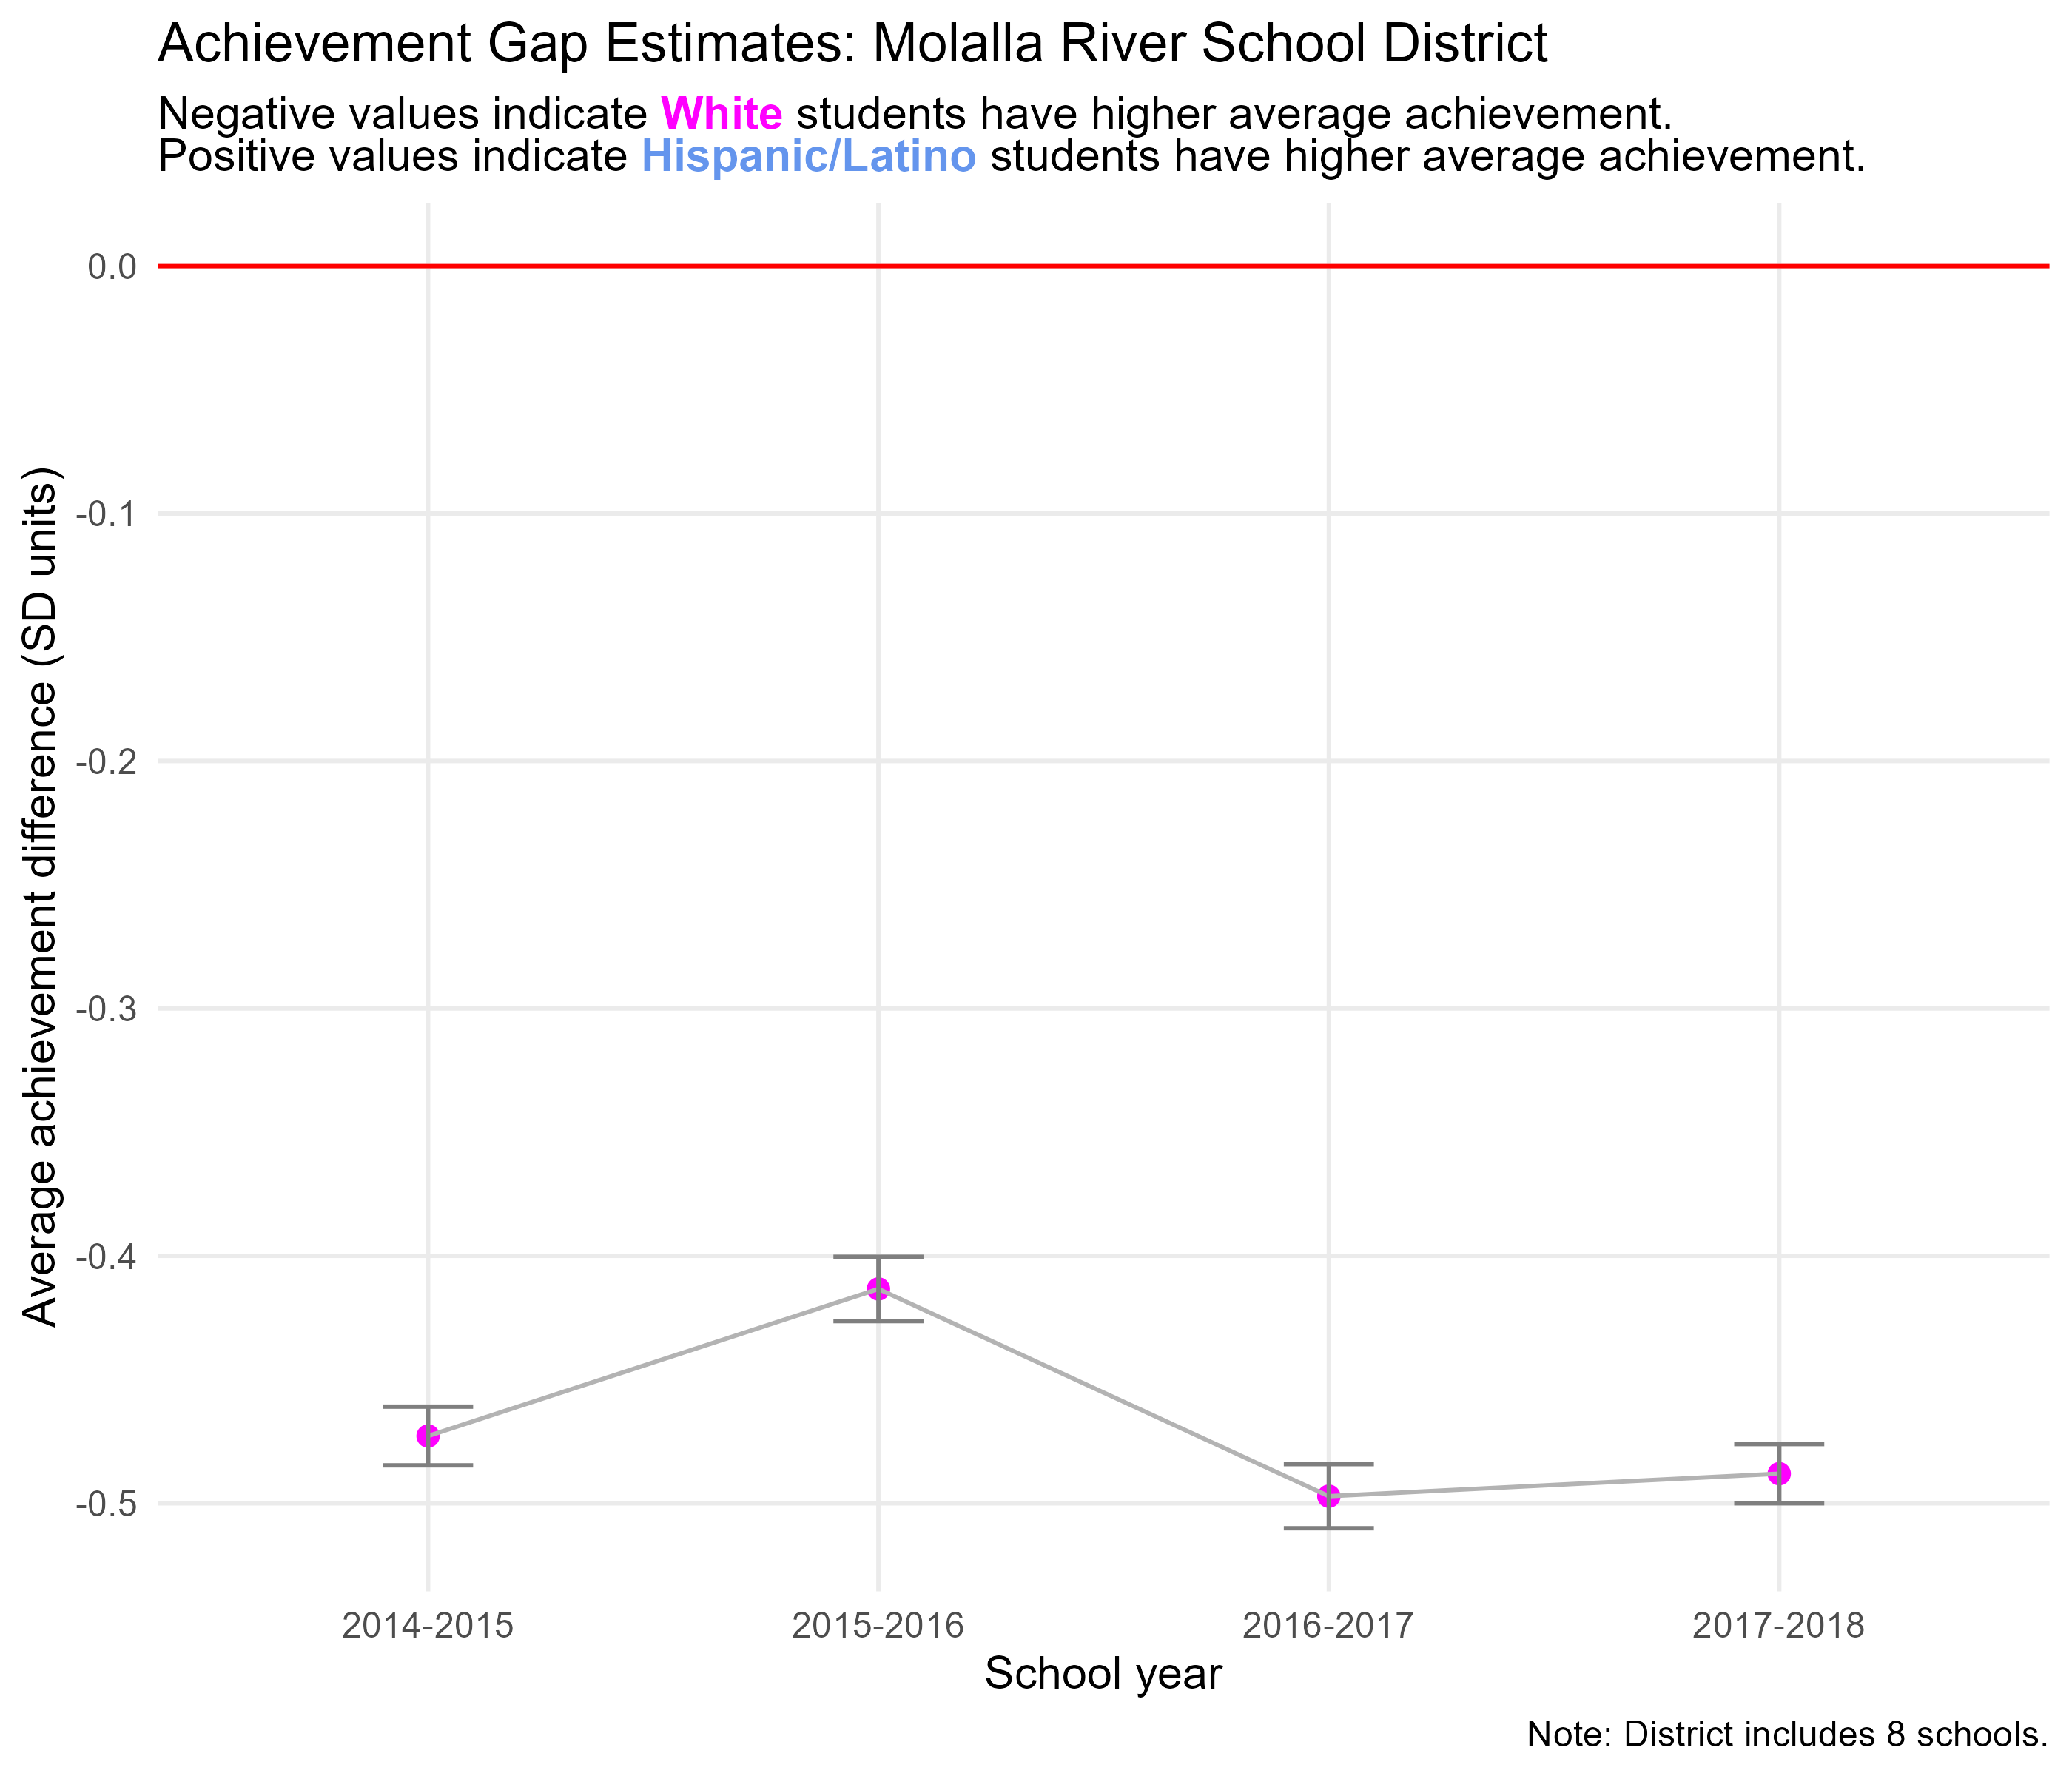 Achievement Gap Estimates: Molalla River School District
Negative values indicate White students have higher average achievement.
Positive values indicate Hispanic/Latino students have higher average achievement.
Average achievement difference (SD units)
0.0
-0.1
-0.2
-0.3
-0.4
-0.5
2014-2015
2015-2016
2016-2017
2017-2018
School year
Note: District includes 8 schools.